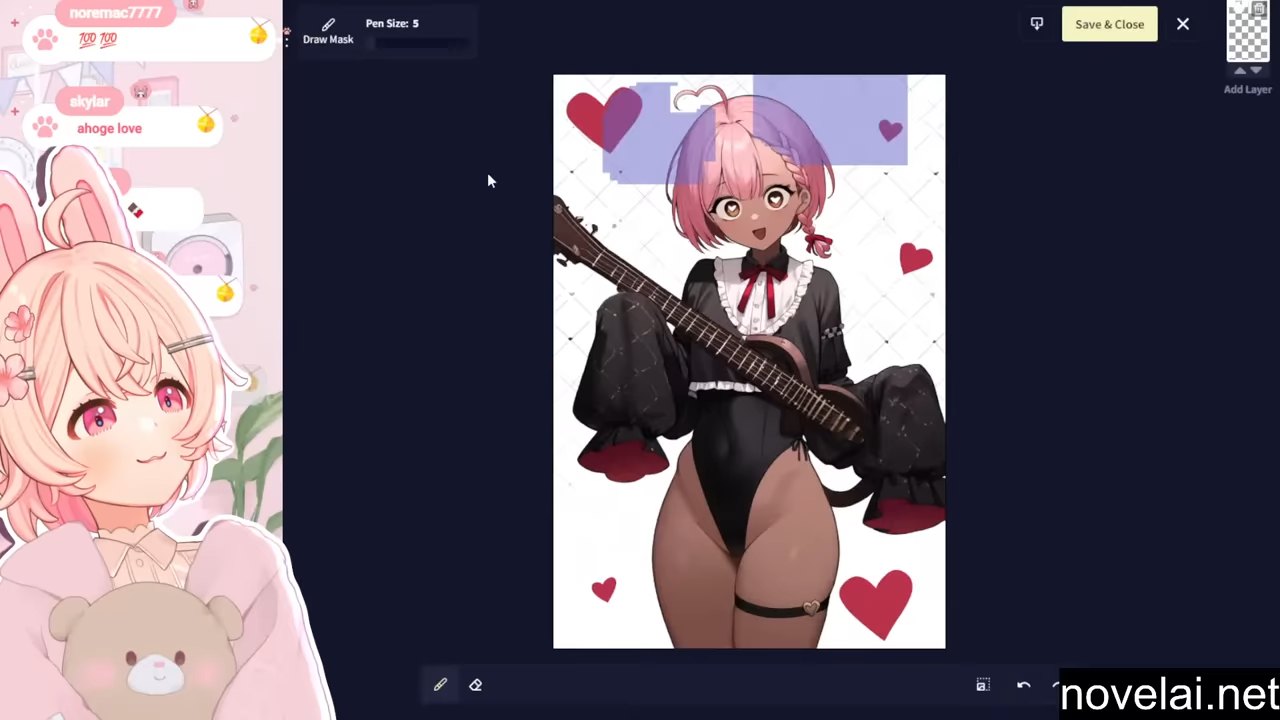 noremac7777
💯 💯
skylar
ahoge love
Draw Mask
Pen Size: 5
Save & Close
Add Layer
novelai.net